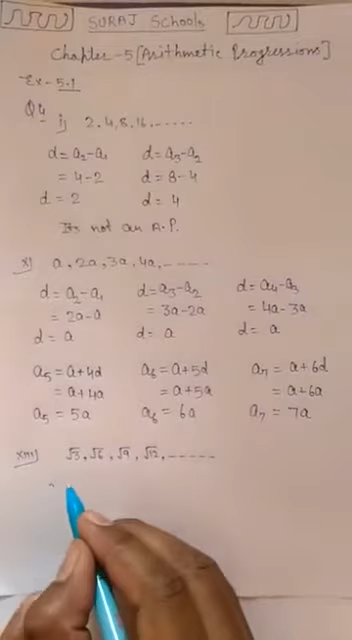 SURAJ Schools
Chapter-5 [Arithmetic Progressions]
Ex-5.1
Q4 i) 2, 4, 8, 16, ......
d = a₂-a₁ d = a₃-a₂
= 4-2 d = 8-4
d = 2 d = 4
Its not an A.P.
x) a, 2a, 3a, 4a, -----
d = a₂-a₁ d = a₃-a₂ d = a₄-a₃
= 2a-a = 3a-2a = 4a-3a
d = a d = a d = a
a₅ = a+4d a₆ = a+5d a₇ = a+6d
= a+4a = a+5a = a+6a
a₅ = 5a a₆ = 6a a₇ = 7a
√3, √6, √9, √12, ------